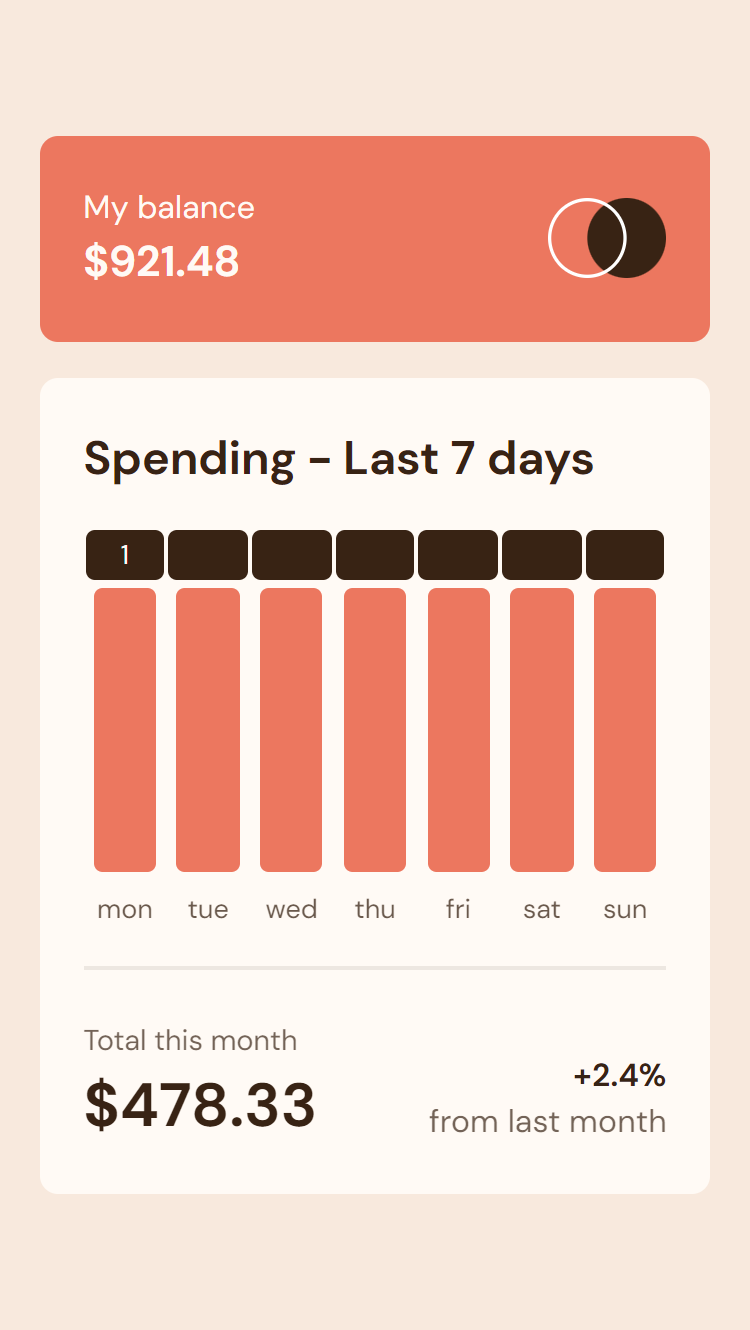 My balance
$921.48
Spending - Last 7 days
1
mon tue wed thu fri sat sun
Total this month
$478.33
+2.4%
from last month